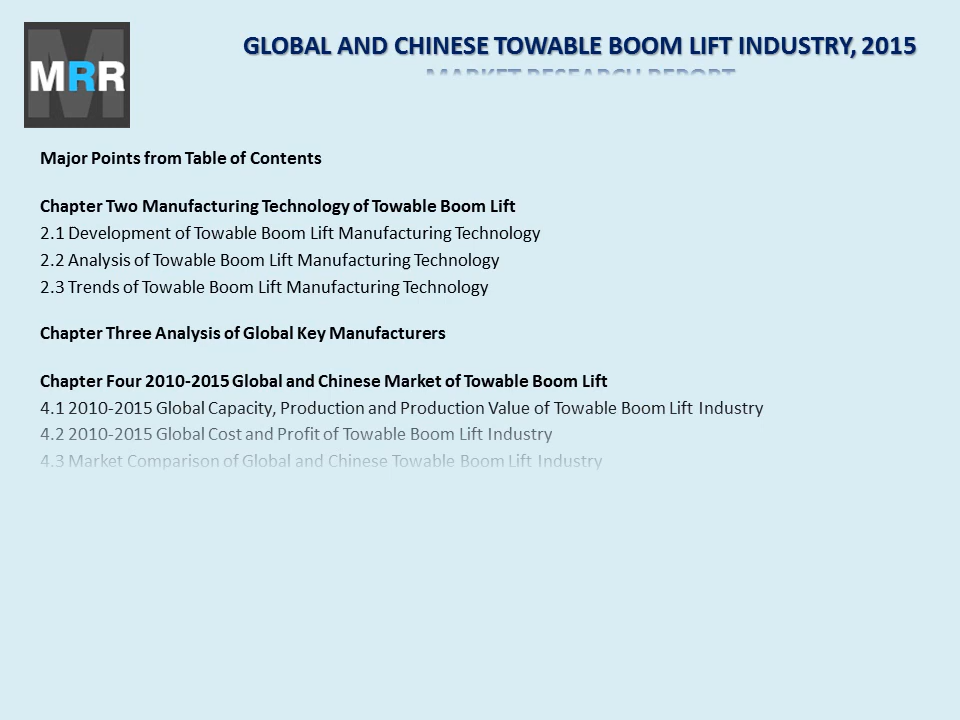 MRR
GLOBAL AND CHINESE TOWABLE BOOM LIFT INDUSTRY, 2015
MARKET RESEARCH REPORT
Major Points from Table of Contents
Chapter Two Manufacturing Technology of Towable Boom Lift
2.1 Development of Towable Boom Lift Manufacturing Technology
2.2 Analysis of Towable Boom Lift Manufacturing Technology
2.3 Trends of Towable Boom Lift Manufacturing Technology
Chapter Three Analysis of Global Key Manufacturers
Chapter Four 2010-2015 Global and Chinese Market of Towable Boom Lift
4.1 2010-2015 Global Capacity, Production and Production Value of Towable Boom Lift Industry
4.2 2010-2015 Global Cost and Profit of Towable Boom Lift Industry
4.3 Market Comparison of Global and Chinese Towable Boom Lift Industry